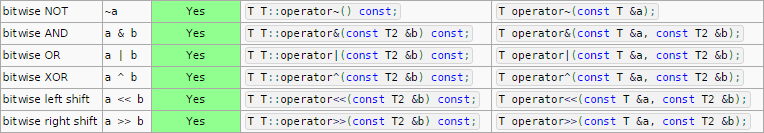 bitwise NOT ~a Yes T T::operator~() const; T operator~(const T &a);
bitwise AND a & b Yes T T::operator&(const T2 &b) const; T operator&(const T &a, const T2 &b);
bitwise OR a | b Yes T T::operator|(const T2 &b) const; T operator|(const T &a, const T2 &b);
bitwise XOR a ^ b Yes T T::operator^(const T2 &b) const; T operator^(const T &a, const T2 &b);
bitwise left shift a << b Yes T T::operator<<(const T2 &b) const; T operator<<(const T &a, const T2 &b);
bitwise right shift a >> b Yes T T::operator>>(const T2 &b) const; T operator>>(const T &a, const T2 &b);